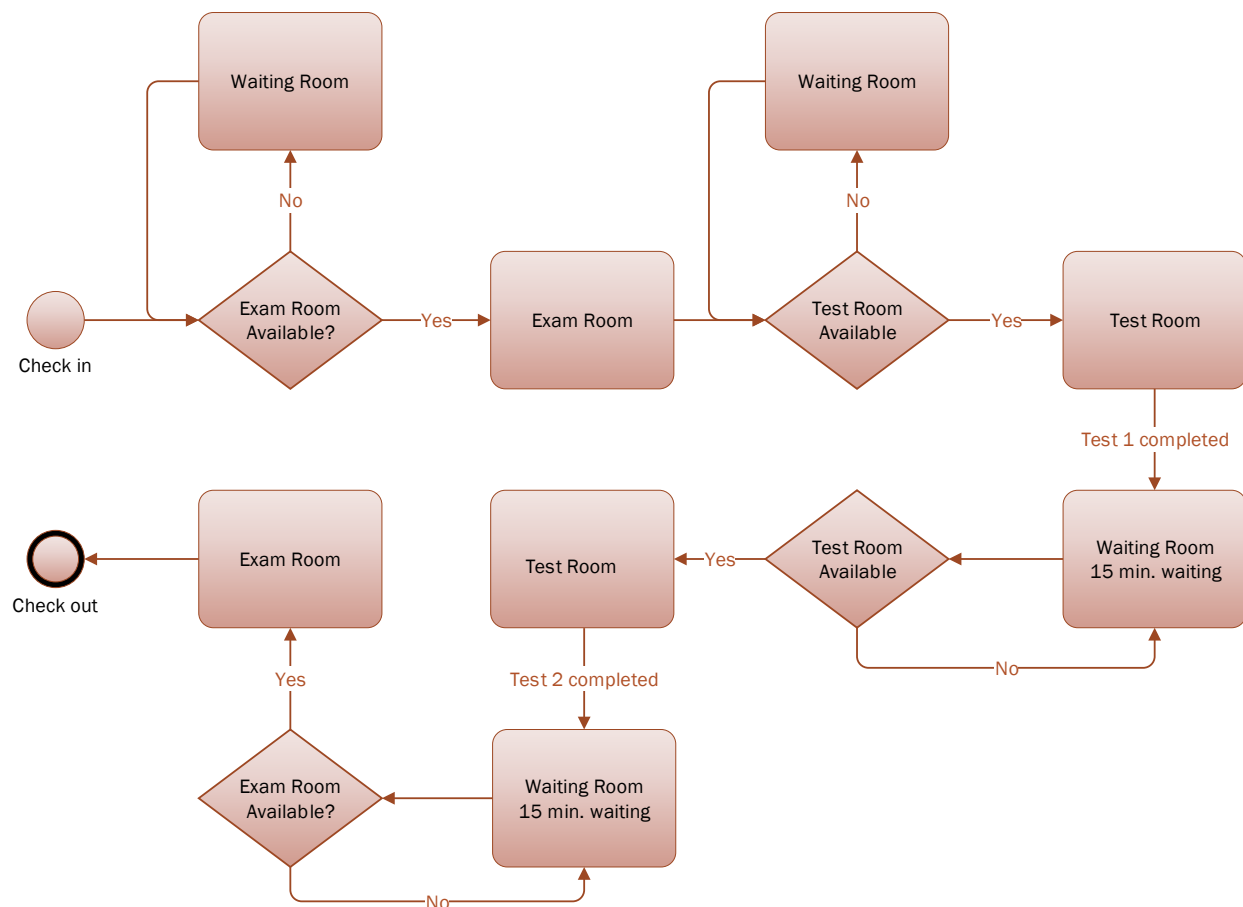 Waiting Room
Waiting Room
No
No
Exam Room
Available?
Yes
Exam Room
Test Room
Available
Yes
Test Room
Check in
Test 1 completed
Exam Room
Test Room
Yes
Test Room
Available
Waiting Room
15 min. waiting
Check out
No
Yes
Test 2 completed
Exam Room
Available?
Waiting Room
15 min. waiting
No